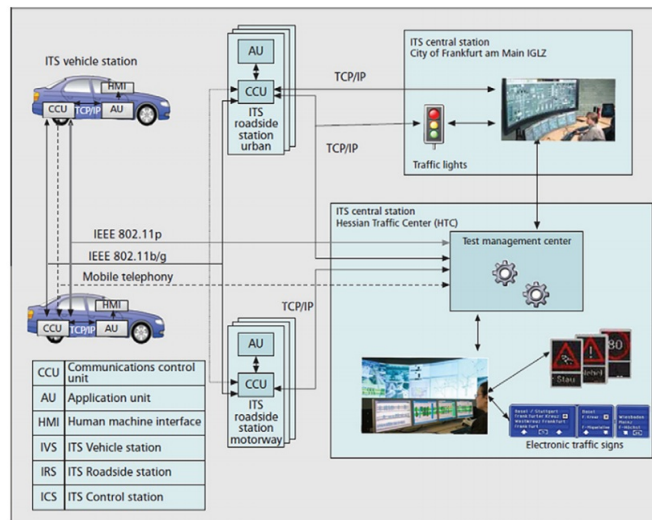 ITS vehicle station
HMI
CCU
TCP/IP
AU
AU
CCU
ITS
roadside
station
urban
TCP/IP
TCP/IP
ITS central station
City of Frankfurt am Main IGLZ
Traffic lights
IEEE 802.11p
IEEE 802.11b/g
Mobile telephony
HMI
CCU
TCP/IP
AU
TCP/IP
AU
CCU
ITS
roadside
station
motorway
ITS central station
Hessian Traffic Center (HTC)
Test management center
Stau
80
Electronic traffic signs
CCU Communications control
unit
AU Application unit
HMI Human machine interface
IVS ITS Vehicle station
IRS ITS Roadside station
ICS ITS Control station